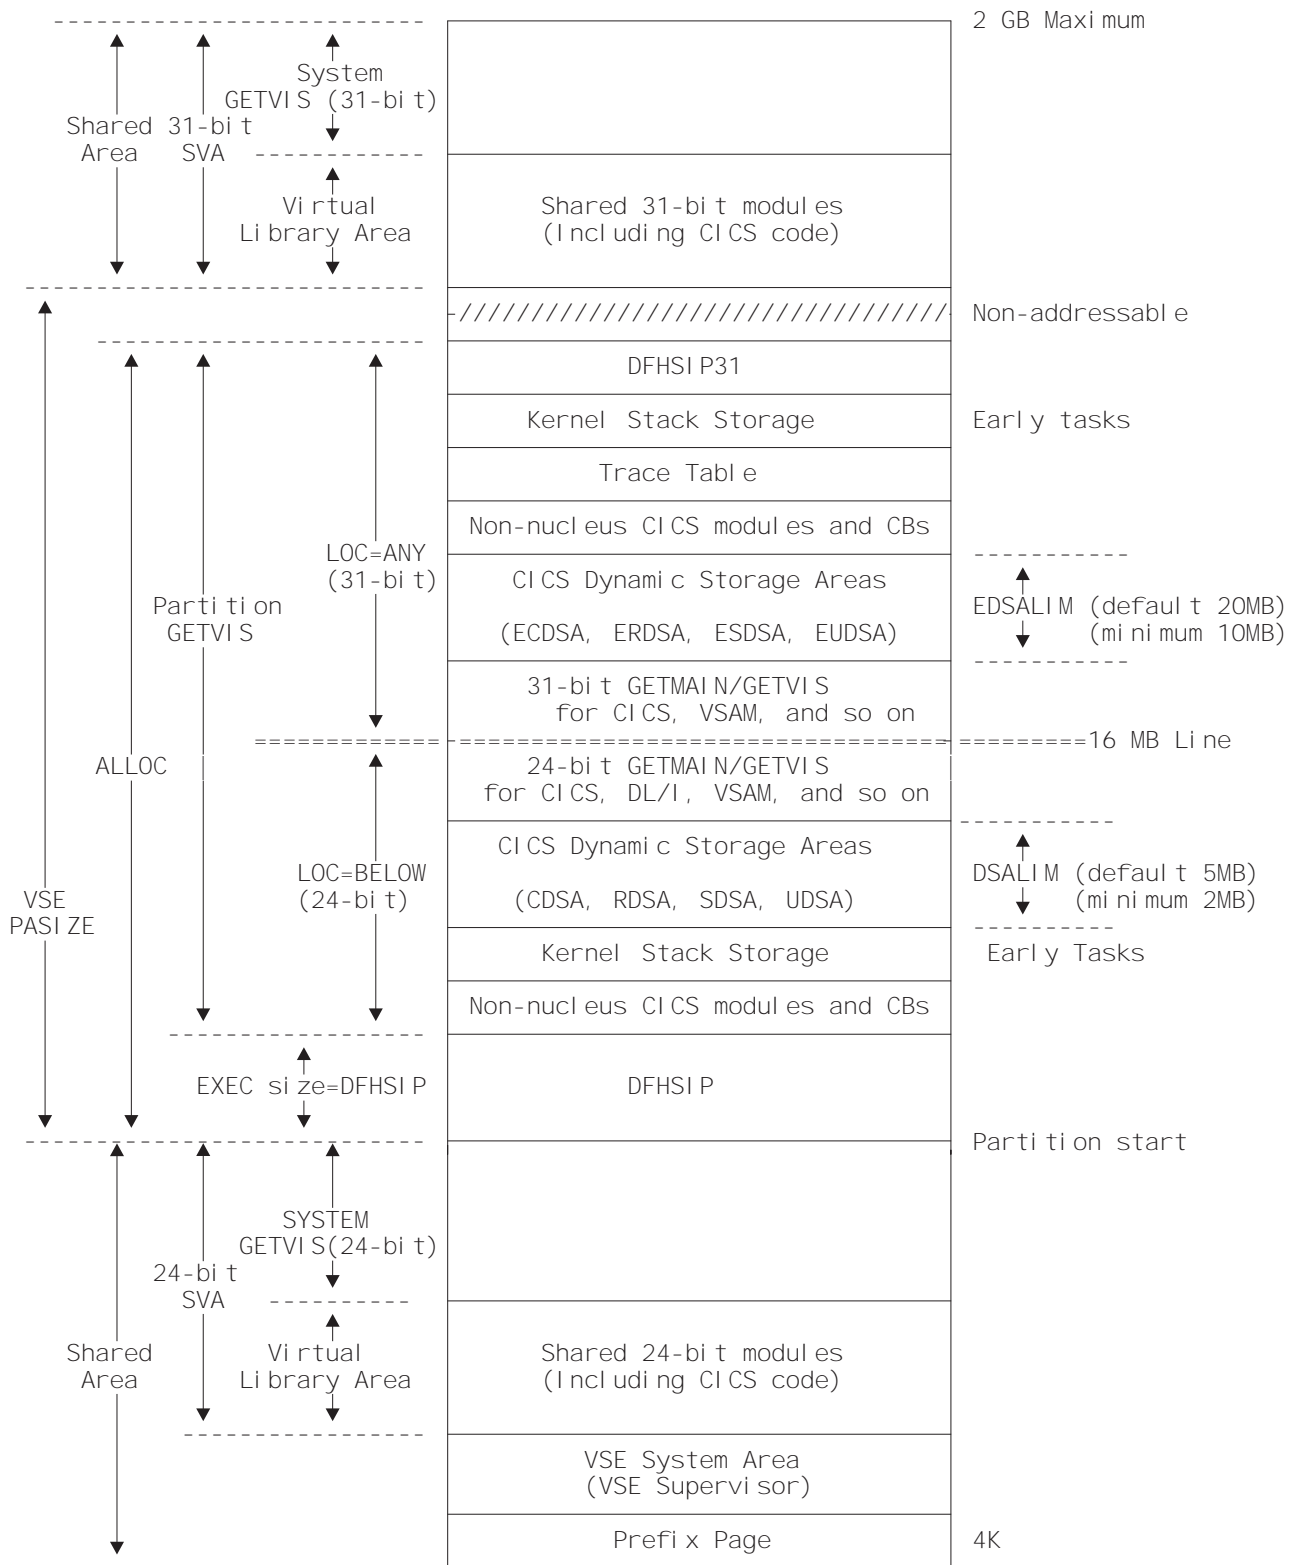 2 GB Maximum
System
GETVIS (31-bit)
Shared 31-bit
Area SVA
Virtual
Library Area
Shared 31-bit modules
(Including CICS code)
-//////////////////////////////////- Non-addressable
DFHSIP31
Kernel Stack Storage Early tasks
Trace Table
Non-nucleus CICS modules and CBs
LOC=ANY
(31-bit)
CICS Dynamic Storage Areas
(ECDSA, ERDSA, ESDSA, EUDSA)
EDSALIM (default 20MB)
(minimum 10MB)
Partition
GETVIS
31-bit GETMAIN/GETVIS
for CICS, VSAM, and so on
16 MB Line
ALLOC
24-bit GETMAIN/GETVIS
for CICS, DL/I, VSAM, and so on
CICS Dynamic Storage Areas
(CDSA, RDSA, SDSA, UDSA)
LOC=BELOW
(24-bit)
DSALIM (default 5MB)
(minimum 2MB)
VSE
PASIZE
Kernel Stack Storage Early Tasks
Non-nucleus CICS modules and CBs
EXEC size=DFHSIP DFHSIP
Partition start
SYSTEM
GETVIS(24-bit)
24-bit
SVA
Shared
Area
Virtual
Library Area
Shared 24-bit modules
(Including CICS code)
VSE System Area
(VSE Supervisor)
Prefix Page 4K